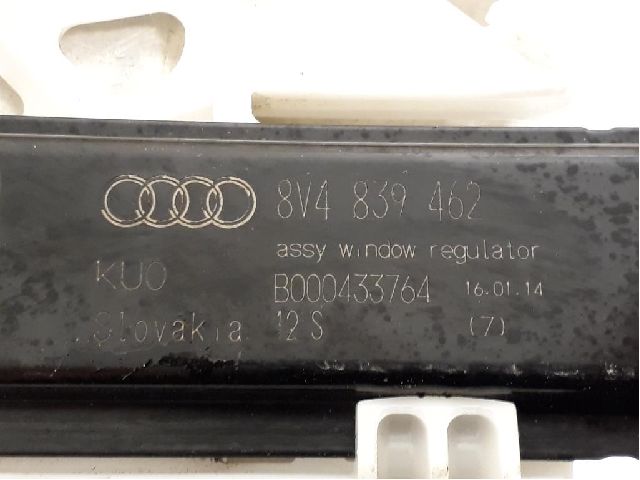 8V4 839 462
assy window regulator
KUO B000433764 16.01.14
Slovakia 12 S (7)